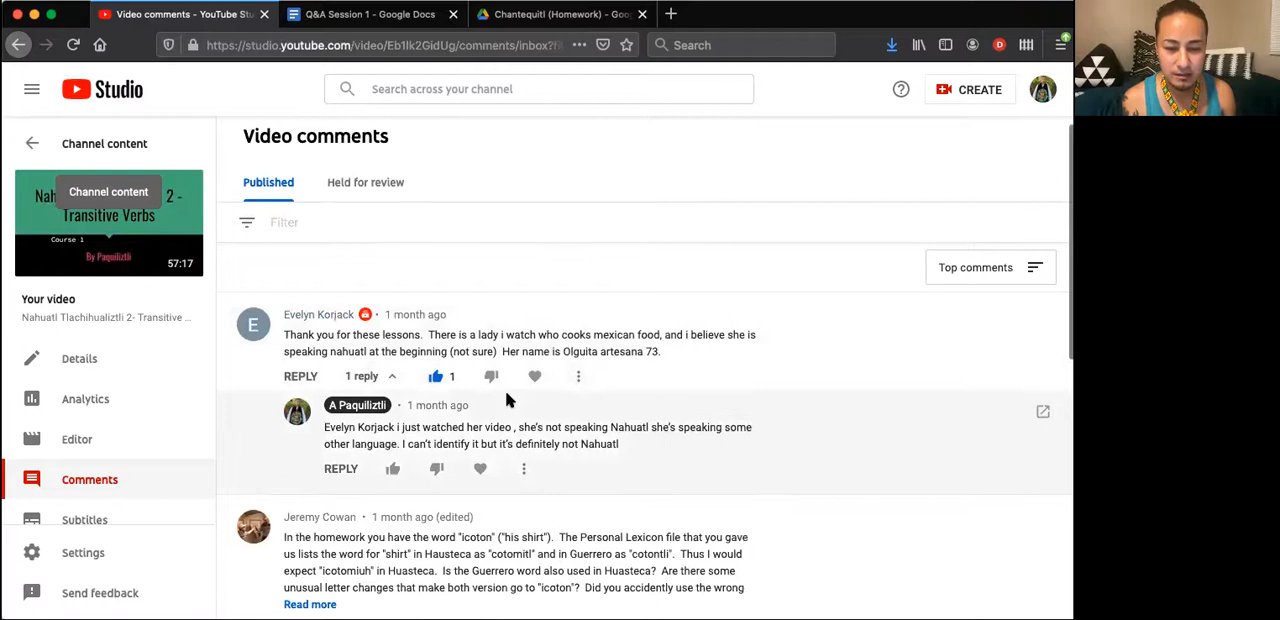 Video comments - YouTube Stu
Q&A Session 1 - Google Docs
Chantequitl (Homework) - Goo
https://studio.youtube.com/video/Eb1Ik2GidUg/comments/inbox?fi
Search
Studio
Search across your channel
CREATE
Channel content
Channel content
Nah
2 -
Transitive Verbs
Course 1
By Paquiliztli
57:17
Your video
Nahuatl Tlachihualiztli 2- Transitive ...
Details
Analytics
Editor
Comments
Subtitles
Settings
Send feedback
Video comments
Published
Held for review
Filter
Top comments
E
Evelyn Korjack • 1 month ago
Thank you for these lessons. There is a lady i watch who cooks mexican food, and i believe she is
speaking nahuatl at the beginning (not sure) Her name is Olguita artesana 73.
REPLY 1 reply 1
A Paquiliztli • 1 month ago
Evelyn Korjack i just watched her video , she's not speaking Nahuatl she's speaking some
other language. I can't identify it but it's definitely not Nahuatl
REPLY
Jeremy Cowan • 1 month ago (edited)
In the homework you have the word "icoton" ("his shirt"). The Personal Lexicon file that you gave
us lists the word for "shirt" in Hausteca as "cotomitl" and in Guerrero as "cotontli". Thus I would
expect "icotomiuh" in Huasteca. Is the Guerrero word also used in Huasteca? Are there some
unusual letter changes that make both version go to "icoton"? Did you accidently use the wrong
Read more